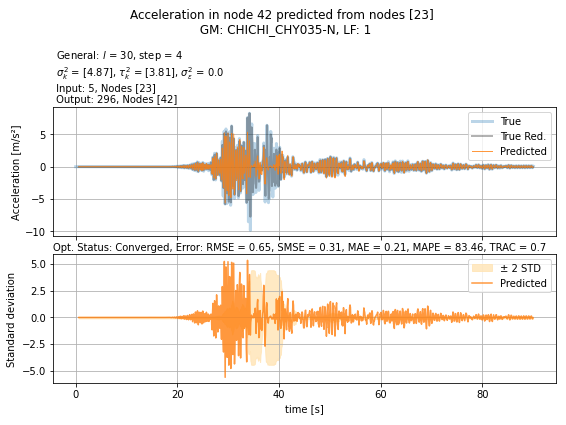 Acceleration in node 42 predicted from nodes [23]
GM: CHICHI_CHY035-N, LF: 1
General: l = 30, step = 4
σ²ₖ = [4.87], τ²ₖ = [3.81], σ²ε = 0.0
Input: 5, Nodes [23]
Output: 296, Nodes [42]
True
True Red.
Predicted
Acceleration [m/s²]
5
0
−5
−10
Opt. Status: Converged, Error: RMSE = 0.65, SMSE = 0.31, MAE = 0.21, MAPE = 83.46, TRAC = 0.7
± 2 STD
Predicted
Standard deviation
5.0
2.5
0.0
−2.5
−5.0
0 20 40 60 80
time [s]